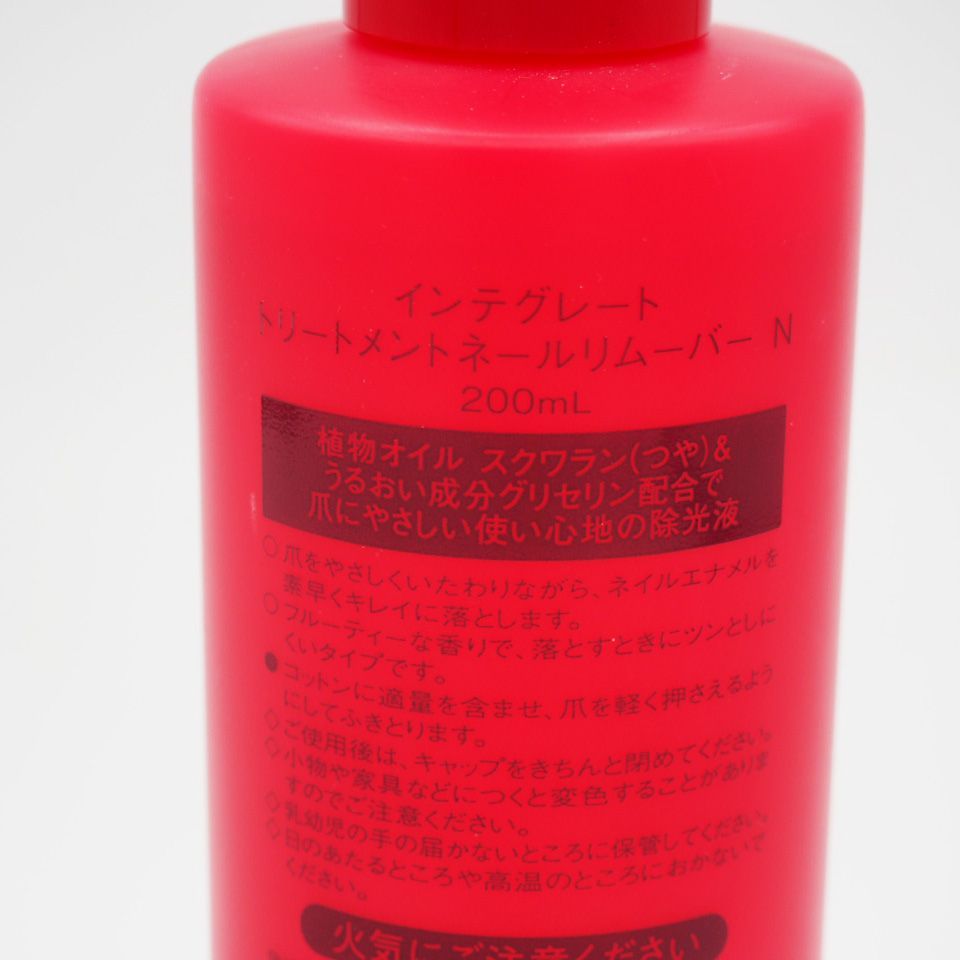 インテグレート
トリートメントネールリムーバー N
200mL
植物オイル スクワラン(つや)&
うるおい成分グリセリン配合で
爪にやさしい使い心地の除光液
○爪をやさしくいたわりながら、ネイルエナメルを
素早くキレイに落とします。
○フルーティーな香りで、落とすときにツンとしに
くいタイプです。
●コットンに適量を含ませ、爪を軽く押さえるよう
にしてふきとります。
◇ご使用後は、キャップをきちんと閉めてください。
◇小物や家具などにつくと変色することがありま
すのでご注意ください。
◇乳幼児の手の届かないところに保管してください。
◇日のあたるところや高温のところにおかないで
ください。
火気にご注意ください